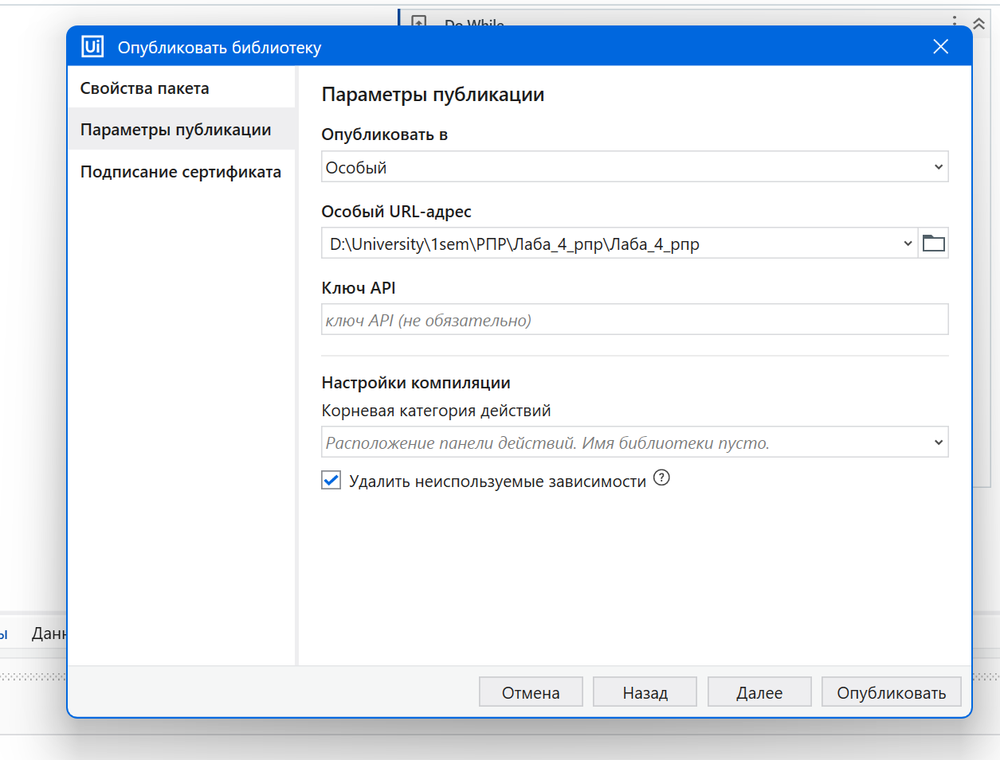 Do While
Ui Опубликовать библиотеку
Свойства пакета
Параметры публикации
Подписание сертификата
Параметры публикации
Опубликовать в
Особый
Особый URL-адрес
D:\University\1sem\РПР\Лаба_4_рпр\Лаба_4_рпр
Ключ API
ключ API (не обязательно)
Настройки компиляции
Корневая категория действий
Расположение панели действий. Имя библиотеки пусто.
Удалить неиспользуемые зависимости ?
Отмена
Назад
Далее
Опубликовать